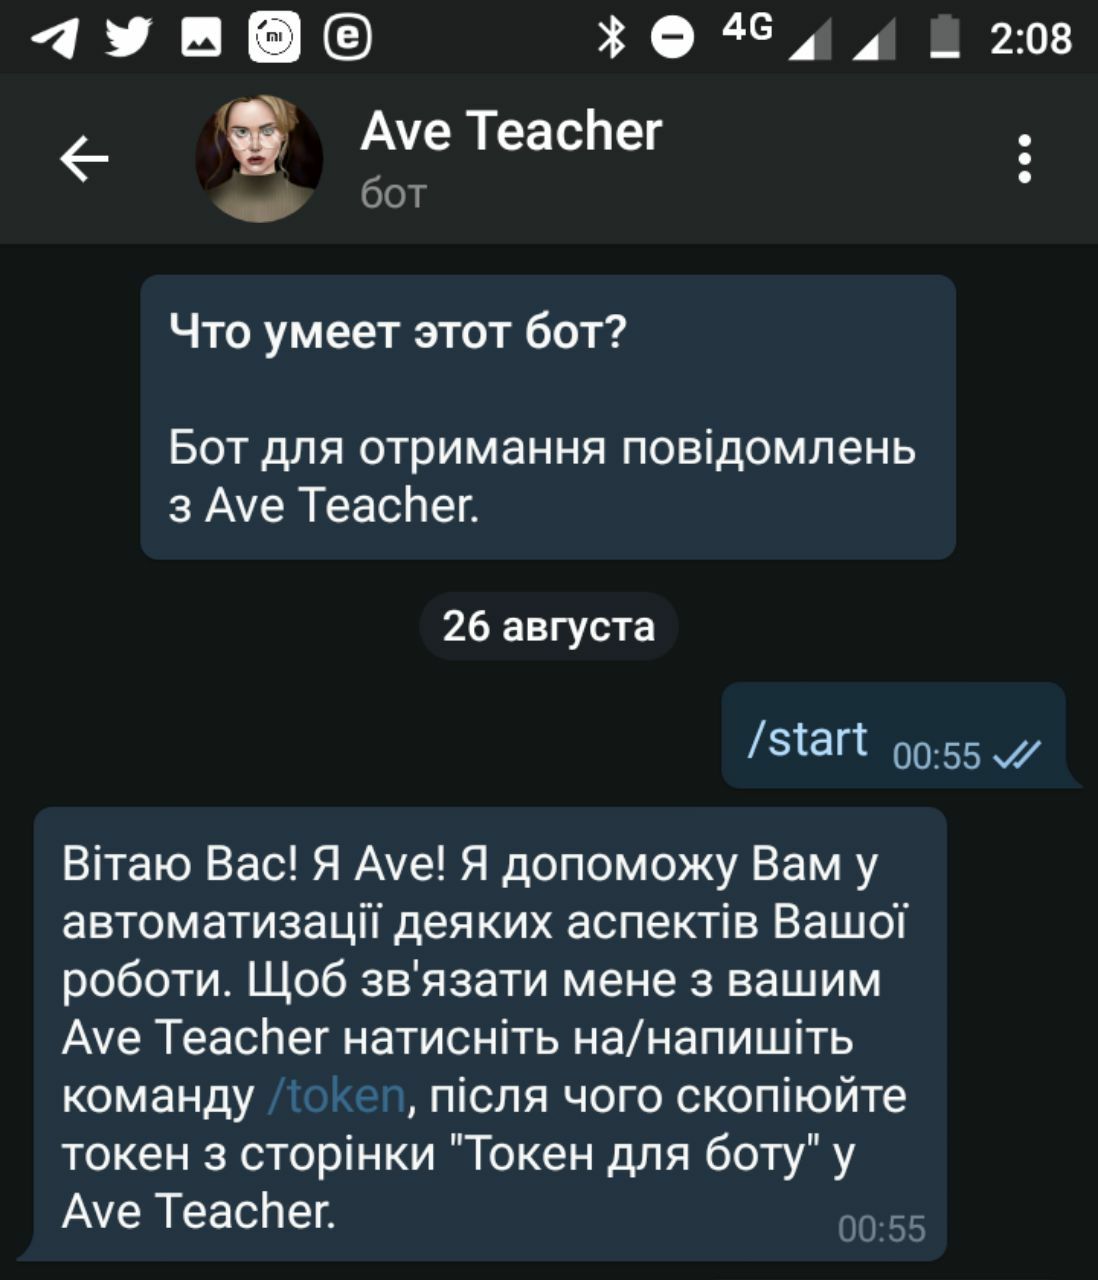 4G 2:08
Ave Teacher
бот
Что умеет этот бот?
Бот для отримання повідомлень
з Ave Teacher.
26 августа
/start 00:55
Вітаю Вас! Я Ave! Я допоможу Вам у
автоматизації деяких аспектів Вашої
роботи. Щоб зв'язати мене з вашим
Ave Teacher натисніть на/напишіть
команду /token, після чого скопіюйте
токен з сторінки "Токен для боту" у
Ave Teacher.
00:55